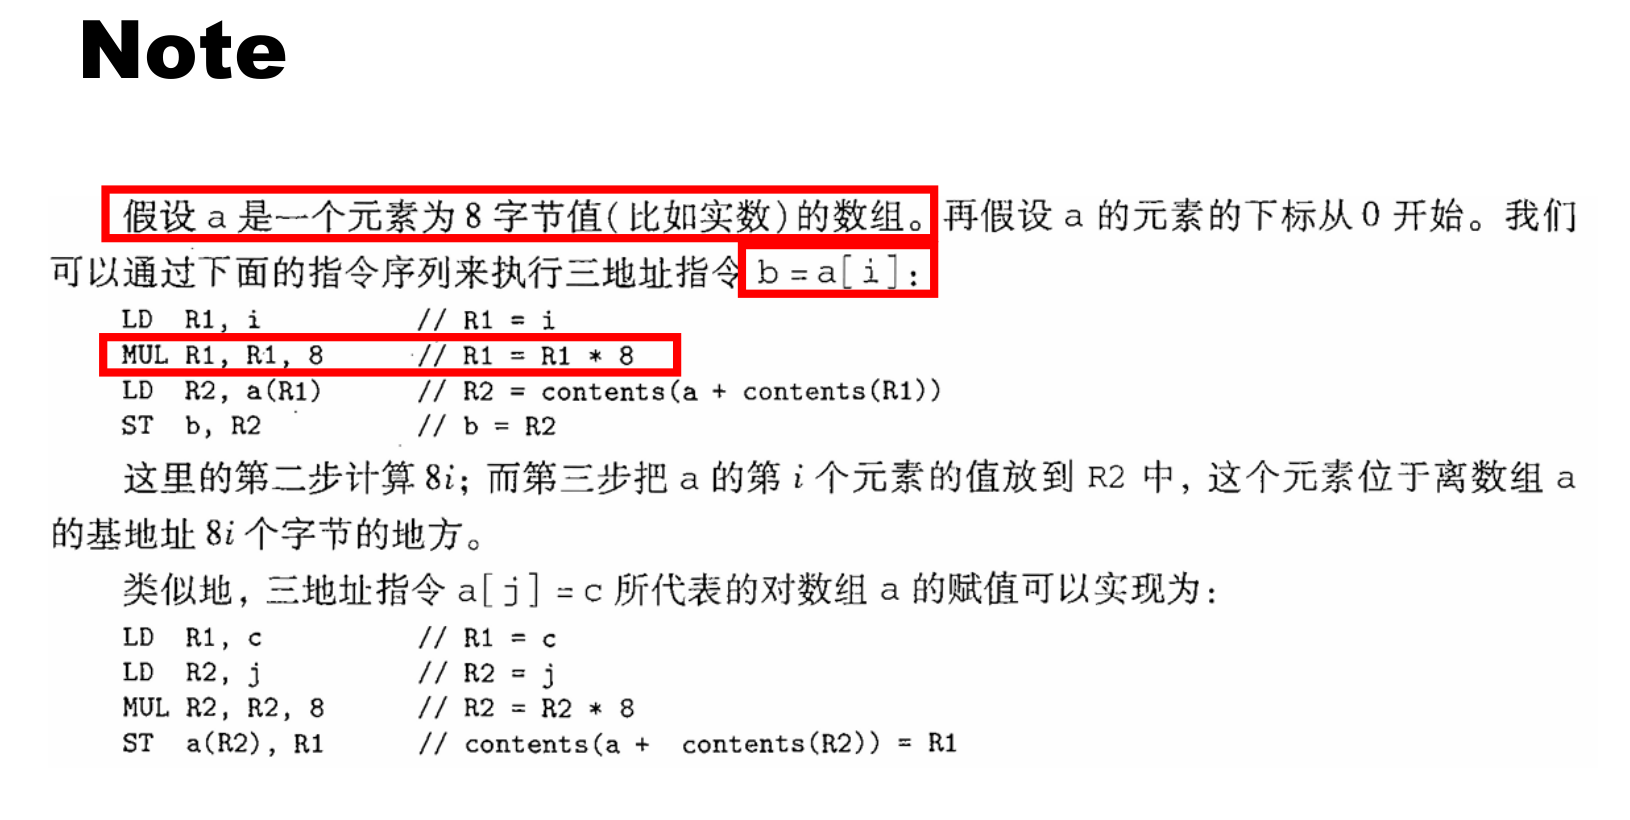 Note
假设 a 是一个元素为 8 字节值(比如实数)的数组。再假设 a 的元素的下标从 0 开始。我们
可以通过下面的指令序列来执行三地址指令 b = a[i]:
LD R1, i // R1 = i
MUL R1, R1, 8 // R1 = R1 * 8
LD R2, a(R1) // R2 = contents(a + contents(R1))
ST b, R2 // b = R2
这里的第二步计算 8i; 而第三步把 a 的第 i 个元素的值放到 R2 中, 这个元素位于离数组 a
的基地址 8i 个字节的地方。
类似地, 三地址指令 a[j] = c 所代表的对数组 a 的赋值可以实现为:
LD R1, c // R1 = c
LD R2, j // R2 = j
MUL R2, R2, 8 // R2 = R2 * 8
ST a(R2), R1 // contents(a + contents(R2)) = R1